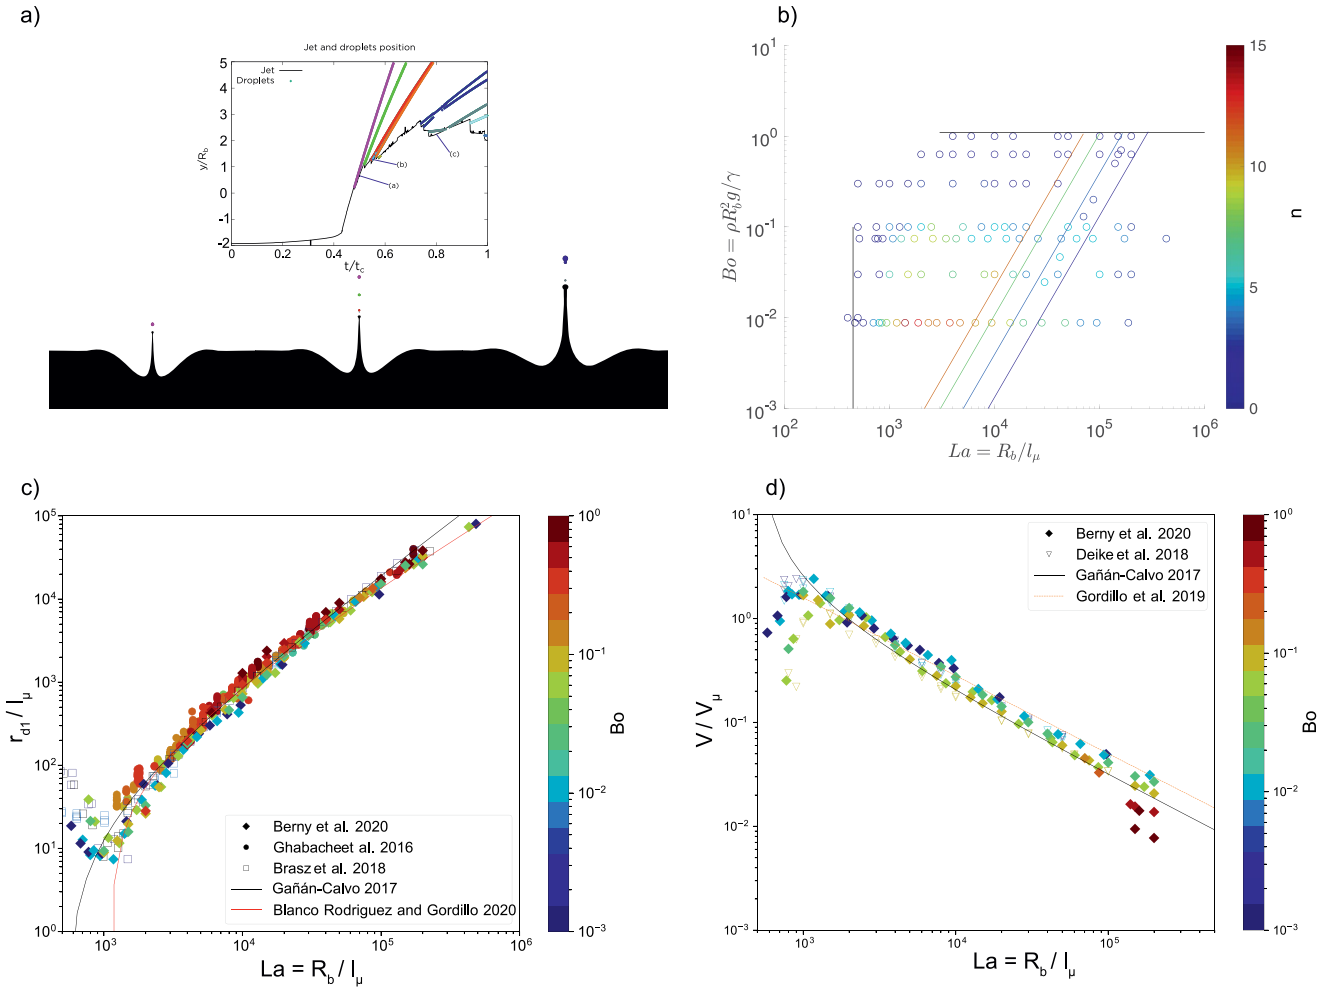 a)
Jet and droplets position
Jet
Droplets
y/R_b
5
4
3
2
1
0
-1
-2
(b)
(a)
(c)
0
0.2
0.4
0.6
0.8
1
t/t_c
b)
10^1
10^0
10^-1
10^-2
10^-3
Bo = ρR_b^2 g/γ
10^2
10^3
10^4
10^5
10^6
La = R_b/l_μ
15
10
5
0
n
c)
10^5
10^4
10^3
10^2
10^1
10^0
r_d1 / l_μ
Berny et al. 2020
Ghabache et al. 2016
Brasz et al. 2018
Gañán-Calvo 2017
Blanco Rodriguez and Gordillo 2020
10^3
10^4
10^5
10^6
La = R_b / l_μ
10^0
10^-1
10^-2
10^-3
Bo
d)
10^1
10^0
10^-1
10^-2
10^-3
V / V_μ
Berny et al. 2020
Deike et al. 2018
Gañán-Calvo 2017
Gordillo et al. 2019
10^3
10^4
10^5
La = R_b / l_μ
10^0
10^-1
10^-2
10^-3
Bo